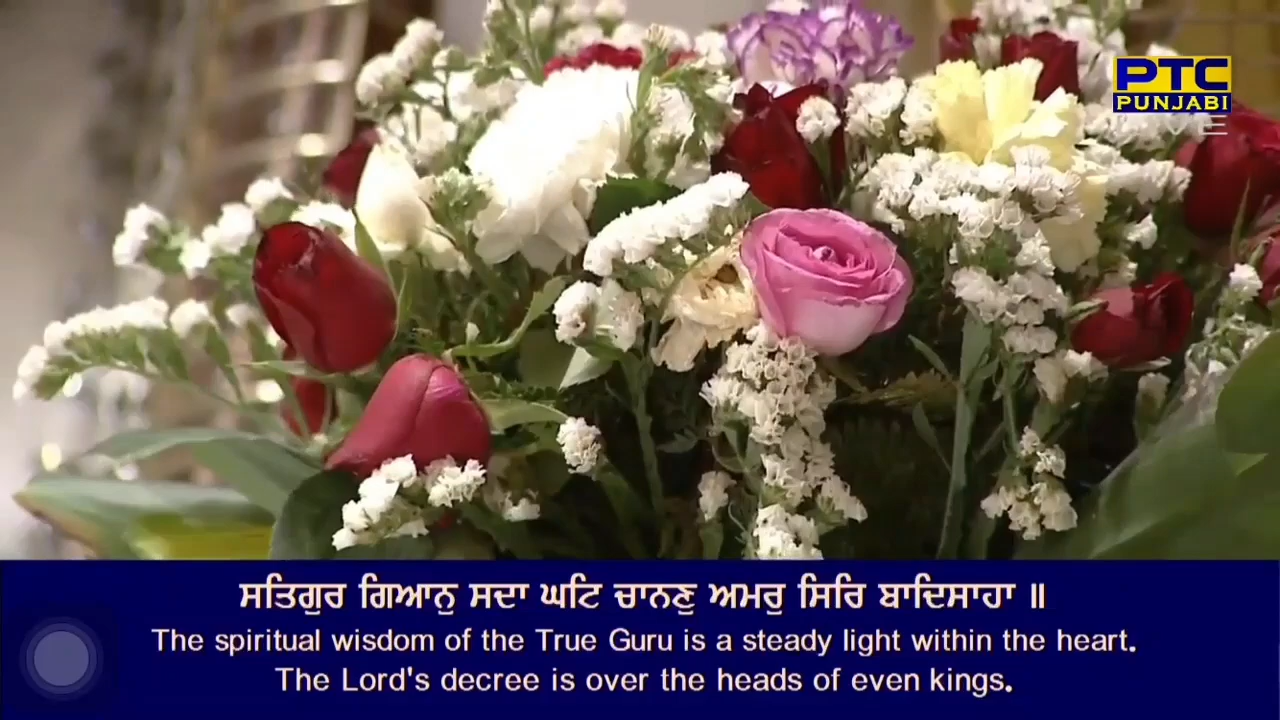 PTC
PUNJABI
LIVE
ਸਤਿਗੁਰ ਗਿਆਨੁ ਸਦਾ ਘਟਿ ਚਾਨਣੁ ਅਮਰੁ ਸਿਰਿ ਬਾਦਿਸਾਹਾ ॥
The spiritual wisdom of the True Guru is a steady light within the heart.
The Lord's decree is over the heads of even kings.